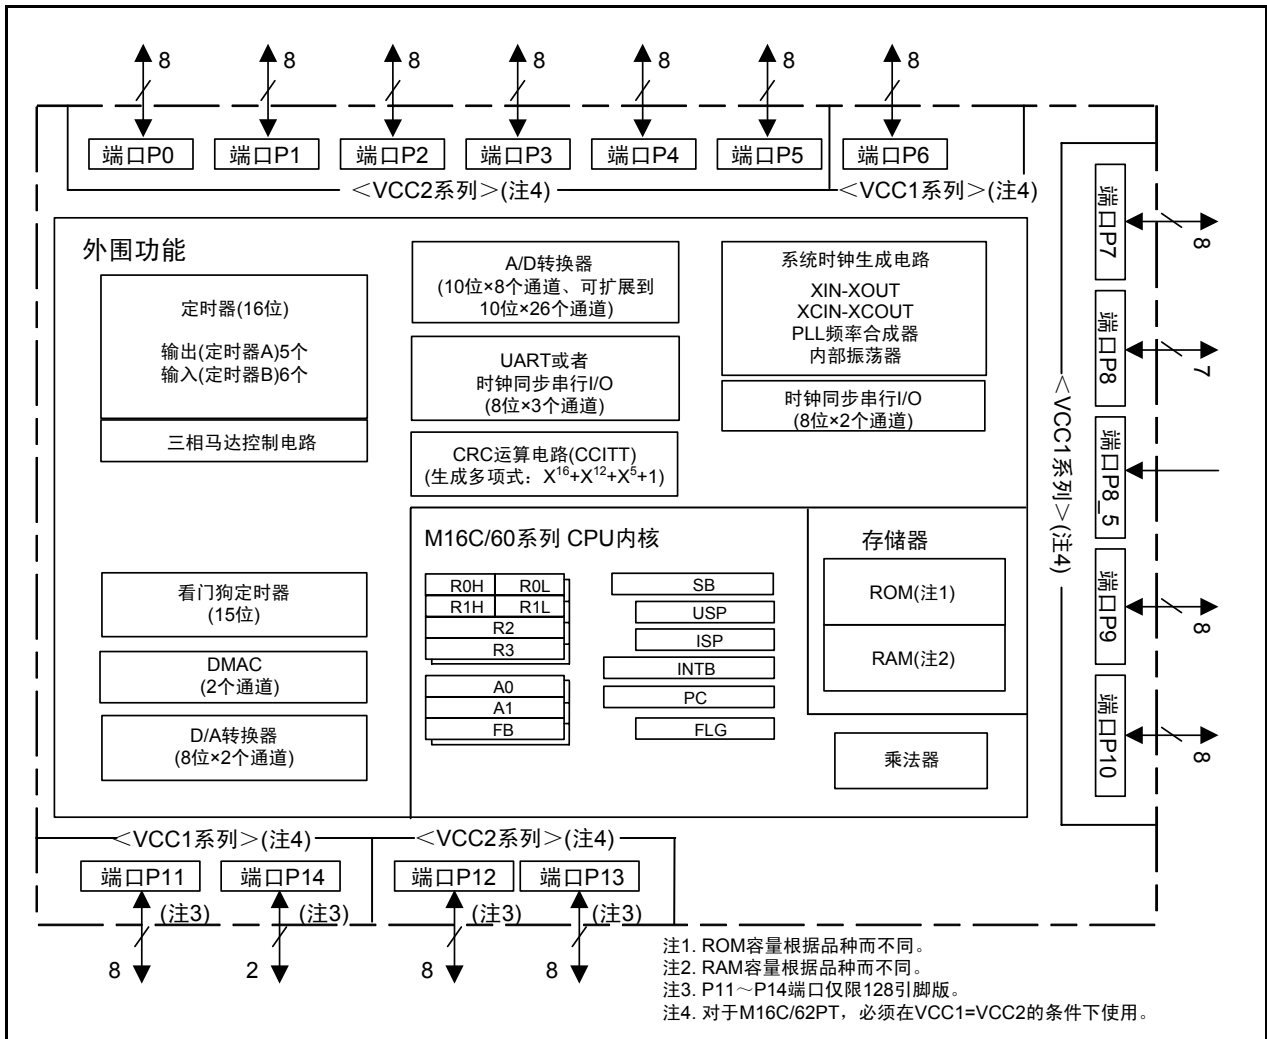 8 8 8 8 8 8 8
端口P0 端口P1 端口P2 端口P3 端口P4 端口P5 端口P6
＜VCC2系列＞(注4) ＜VCC1系列＞(注4)
外围功能
定时器(16位)
输出(定时器A)5个
输入(定时器B)6个
三相马达控制电路
看门狗定时器
(15位)
DMAC
(2个通道)
D/A转换器
(8位×2个通道)
A/D转换器
(10位×8个通道、可扩展到
10位×26个通道)
UART或者
时钟同步串行I/O
(8位×3个通道)
CRC运算电路(CCITT)
(生成多项式：X¹⁶+X¹²+X⁵+1)
系统时钟生成电路
XIN-XOUT
XCIN-XCOUT
PLL频率合成器
内部振荡器
时钟同步串行I/O
(8位×2个通道)
M16C/60系列 CPU内核
R0H R0L
R1H R1L
R2
R3
A0
A1
FB
SB
USP
ISP
INTB
PC
FLG
存储器
ROM(注1)
RAM(注2)
乘法器
＜VCC1系列＞(注4)
端口P7
8
端口P8
7
端口P8_5
端口P9
8
端口P10
8
＜VCC1系列＞(注4) ＜VCC2系列＞(注4)
端口P11 端口P14 端口P12 端口P13
(注3) (注3) (注3) (注3)
8 2 8 8
注1. ROM容量根据品种而不同。
注2. RAM容量根据品种而不同。
注3. P11～P14端口仅限128引脚版。
注4. 对于M16C/62PT，必须在VCC1=VCC2的条件下使用。